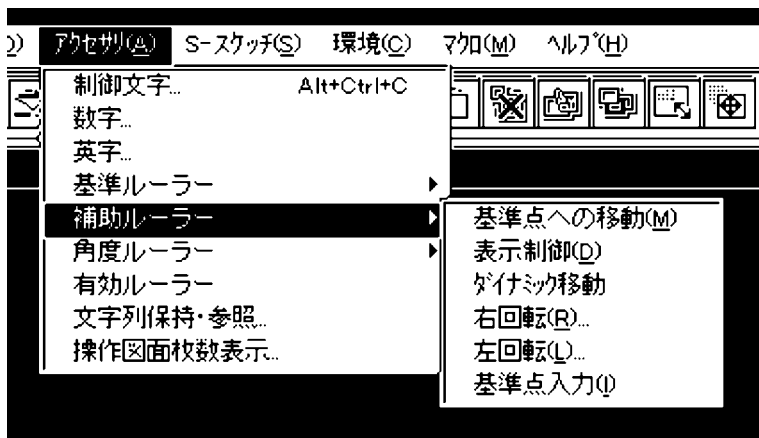 D) ｱｸｾｻﾘ(A) S-ｽｹｯﾁ(S) 環境(C) ﾏｸﾛ(M) ﾍﾙﾌﾟ(H)
制御文字... Alt+Ctrl+C
数字...
英字...
基準ルーラー
補助ルーラー
角度ルーラー
有効ルーラー
文字列保持･参照...
操作図面枚数表示...
基準点への移動(M)
表示制御(D)
ﾀﾞｲﾅﾐｯｸ移動
右回転(R)...
左回転(L)...
基準点入力(I)